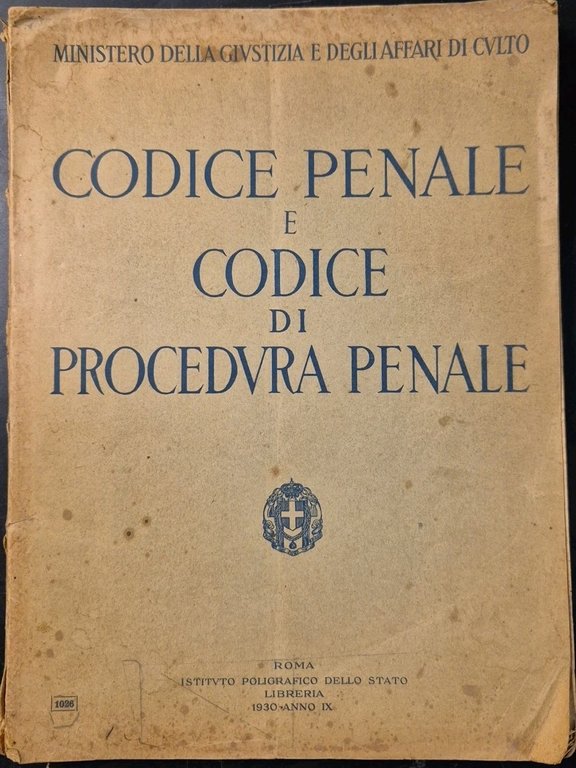 MINISTERO DELLA GIVSTIZIA E DEGLI AFFARI DI CVLTO
CODICE PENALE
E
CODICE
DI
PROCEDVRA PENALE
ROMA
ISTITVTO POLIGRAFICO DELLO STATO
LIBRERIA
1930 - ANNO IX
1026